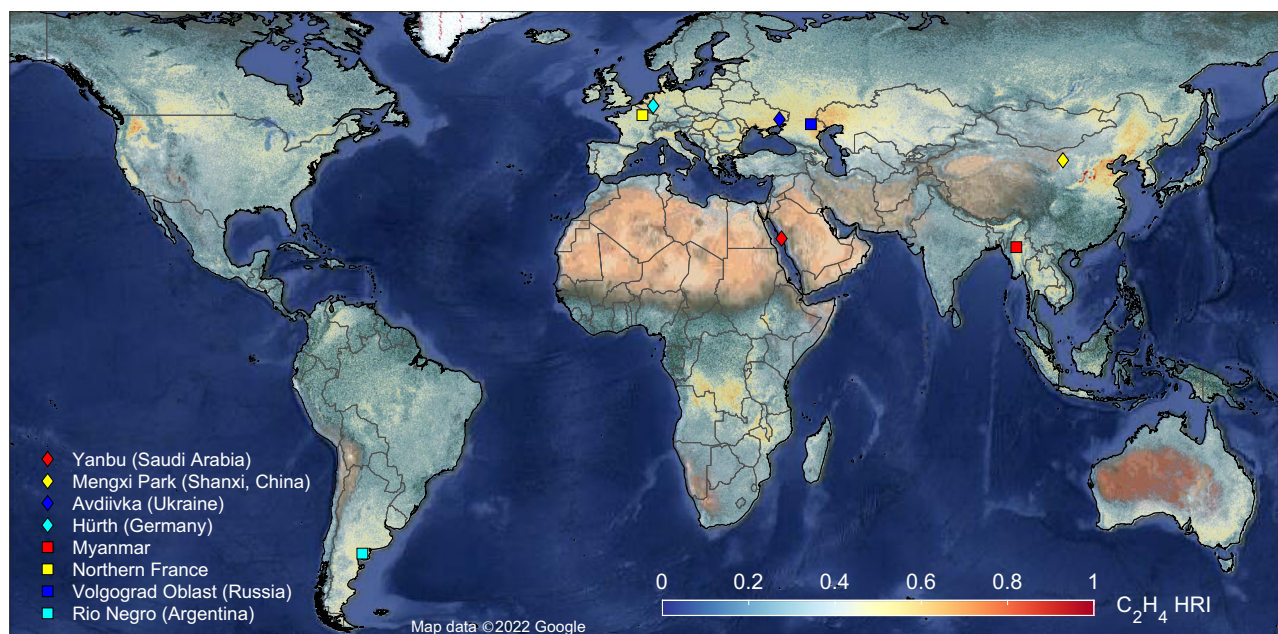 Yanbu (Saudi Arabia)
Mengxi Park (Shanxi, China)
Avdiivka (Ukraine)
Hürth (Germany)
Myanmar
Northern France
Volgograd Oblast (Russia)
Rio Negro (Argentina)
0 0.2 0.4 0.6 0.8 1
C₂H₄ HRI
Map data ©2022 Google